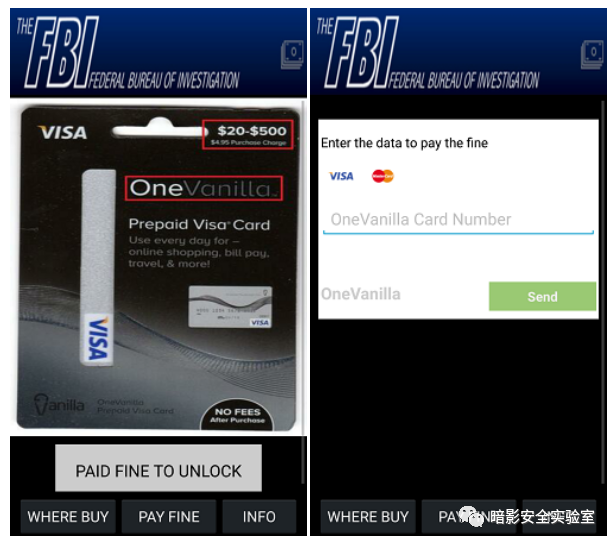 THE
FBI
FEDERAL BUREAU OF INVESTIGATION
VISA
$20-$500
$4.95 Purchase Charge
OneVanilla
Prepaid Visa Card
Use every day for –
online shopping, bill pay,
travel, & more!
VISA
VISA
Vanilla
OneVanilla
Prepaid Visa Card
NO FEES
After Purchase
PAID FINE TO UNLOCK
WHERE BUY
PAY FINE
INFO
THE
FBI
FEDERAL BUREAU OF INVESTIGATION
Enter the data to pay the fine
VISA
MasterCard
OneVanilla Card Number
OneVanilla
Send
WHERE BUY
暗影安全实验室